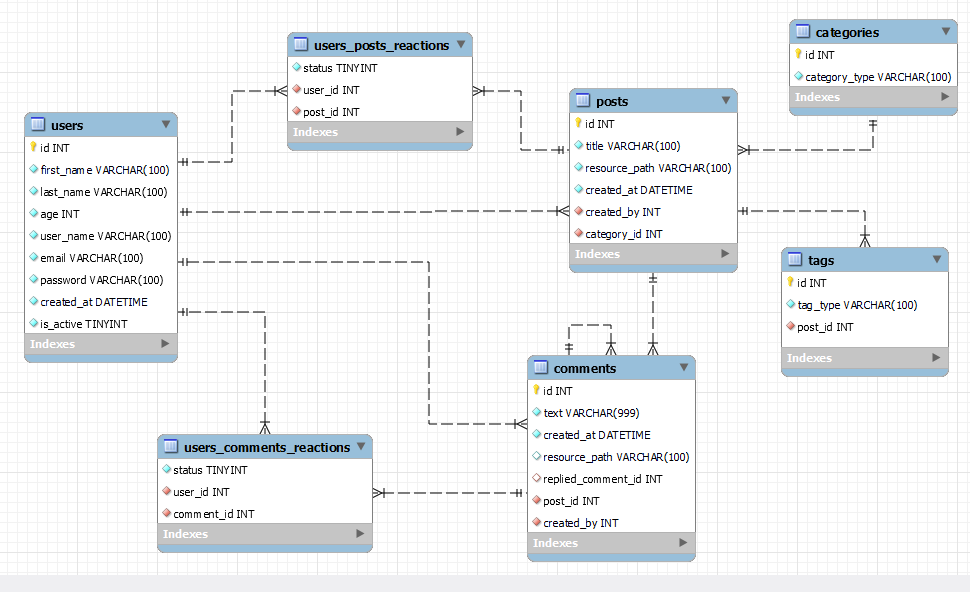 users_posts_reactions
status TINYINT
user_id INT
post_id INT
Indexes
categories
id INT
category_type VARCHAR(100)
Indexes
users
id INT
first_name VARCHAR(100)
last_name VARCHAR(100)
age INT
user_name VARCHAR(100)
email VARCHAR(100)
password VARCHAR(100)
created_at DATETIME
is_active TINYINT
Indexes
posts
id INT
title VARCHAR(100)
resource_path VARCHAR(100)
created_at DATETIME
created_by INT
category_id INT
Indexes
tags
id INT
tag_type VARCHAR(100)
post_id INT
Indexes
comments
id INT
text VARCHAR(999)
created_at DATETIME
resource_path VARCHAR(100)
replied_comment_id INT
post_id INT
created_by INT
Indexes
users_comments_reactions
status TINYINT
user_id INT
comment_id INT
Indexes